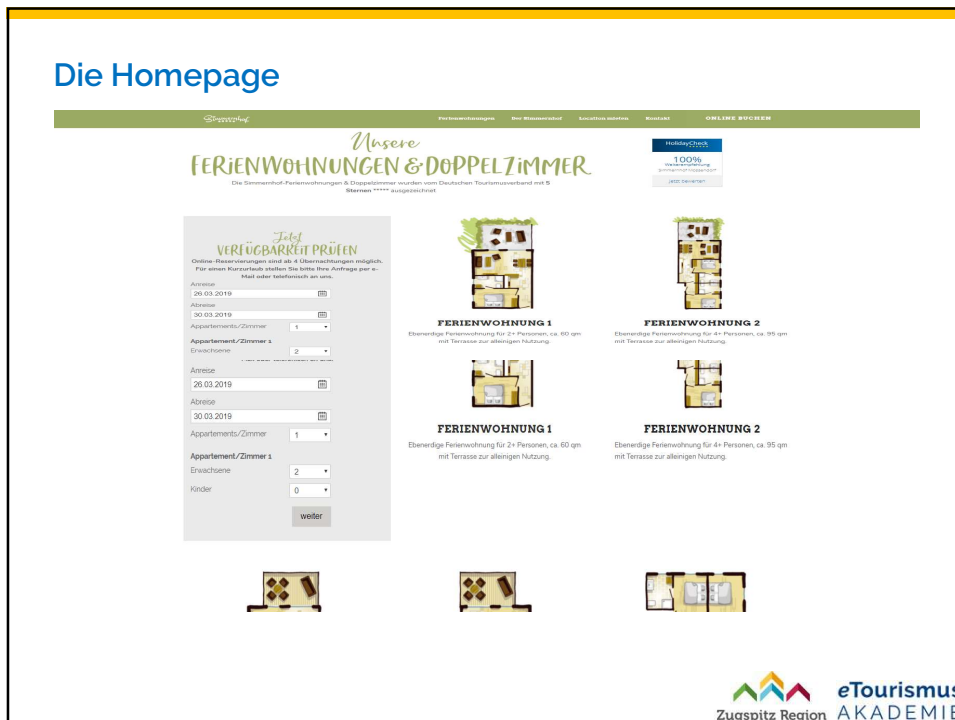 Die Homepage
Ferienwohnungen Der Simmernhof Location mieten Kontakt ONLINE BUCHEN
Unsere
FERIENWOHNUNGEN & DOPPELZIMMER
Die Simmernhof-Ferienwohnungen & Doppelzimmer wurden vom Deutschen Tourismusverband mit 5
Sternen ***** ausgezeichnet
HolidayCheck
100%
Weiterempfehlung
jetzt bewerten
Jetzt
VERFÜGBARKEIT PRÜFEN
Online-Reservierungen sind ab 4 Übernachtungen möglich.
Für einen Kurzurlaub stellen Sie bitte Ihre Anfrage per e-
Mail oder telefonisch an uns.
Anreise
26.03.2019
Abreise
30.03.2019
Appartements/Zimmer 1
Appartement/Zimmer 1
Erwachsene 2
FERIENWOHNUNG 1
Ebenerdige Ferienwohnung für 2+ Personen, ca. 60 qm
mit Terrasse zur alleinigen Nutzung.
FERIENWOHNUNG 2
Ebenerdige Ferienwohnung für 4+ Personen, ca. 95 qm
mit Terrasse zur alleinigen Nutzung.
Anreise
26.03.2019
Abreise
30.03.2019
Appartements/Zimmer 1
Appartement/Zimmer 1
Erwachsene 2
Kinder 0
weiter
FERIENWOHNUNG 1
Ebenerdige Ferienwohnung für 2+ Personen, ca. 60 qm
mit Terrasse zur alleinigen Nutzung.
FERIENWOHNUNG 2
Ebenerdige Ferienwohnung für 4+ Personen, ca. 95 qm
mit Terrasse zur alleinigen Nutzung.
Zugspitz Region
eTourismus
AKADEMIE